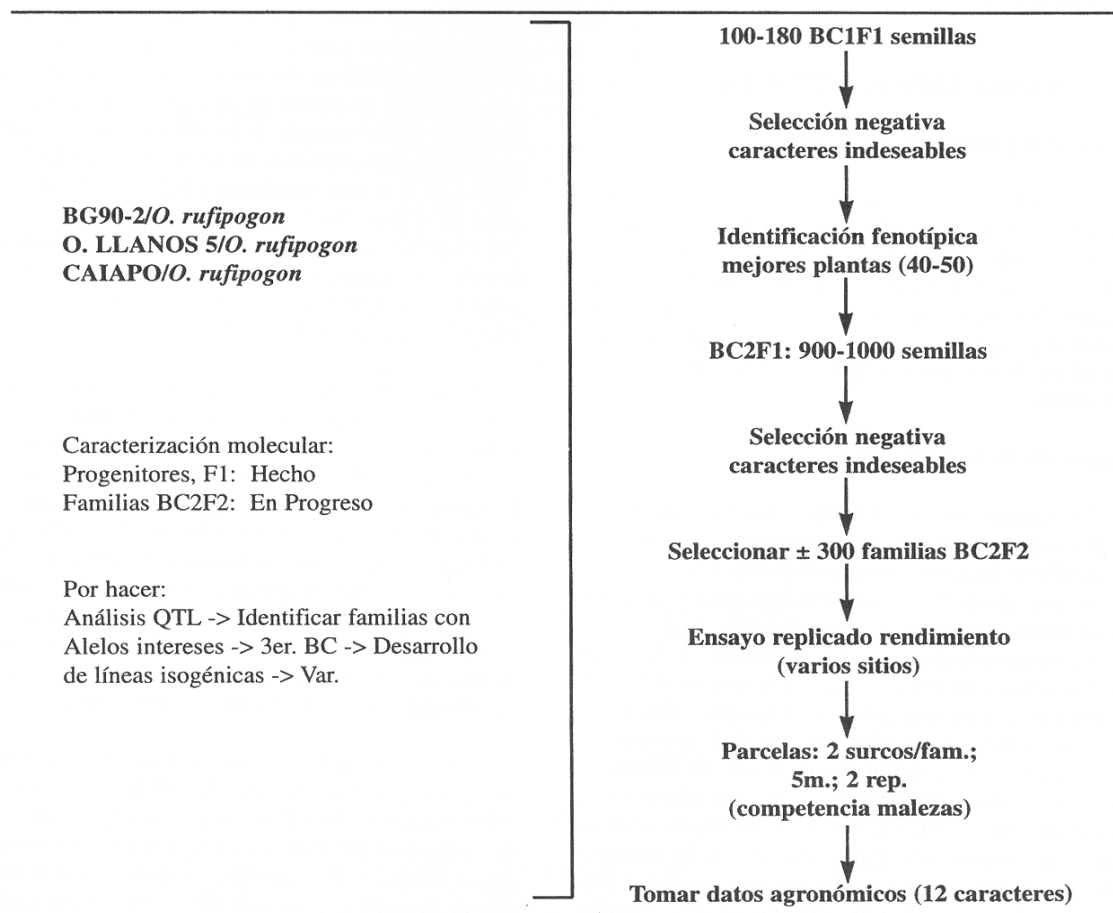 BG90-2/O. rufipogon
O. LLANOS 5/O. rufipogon
CAIAPO/O. rufipogon
Caracterización molecular:
Progenitores, F1: Hecho
Familias BC2F2: En Progreso
Por hacer:
Análisis QTL -> Identificar familias con
Alelos intereses -> 3er. BC -> Desarrollo
de líneas isogénicas -> Var.
100-180 BC1F1 semillas
Selección negativa
caracteres indeseables
Identificación fenotípica
mejores plantas (40-50)
BC2F1: 900-1000 semillas
Selección negativa
caracteres indeseables
Seleccionar ± 300 familias BC2F2
Ensayo replicado rendimiento
(varios sitios)
Parcelas: 2 surcos/fam.;
5m.; 2 rep.
(competencia malezas)
Tomar datos agronómicos (12 caracteres)